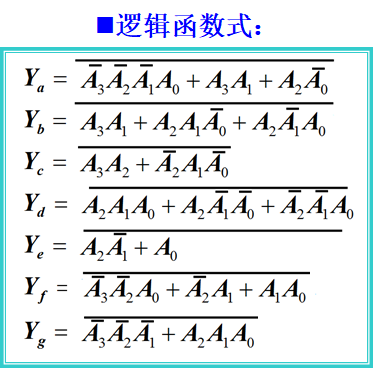 ■逻辑函数式：
Yₐ = \overline{\bar{A}_3\bar{A}_2\bar{A}_1A_0 + A_3A_1 + A_2\bar{A}_0}
Y_b = \overline{A_3A_1 + A_2A_1\bar{A}_0 + A_2\bar{A}_1A_0}
Y_c = \overline{A_3A_2 + \bar{A}_2A_1\bar{A}_0}
Y_d = \overline{A_2A_1A_0 + A_2\bar{A}_1\bar{A}_0 + \bar{A}_2\bar{A}_1A_0}
Y_e = \overline{A_2\bar{A}_1 + A_0}
Y_f = \overline{\bar{A}_3\bar{A}_2A_0 + \bar{A}_2A_1 + A_1A_0}
Y_g = \overline{\bar{A}_3\bar{A}_2\bar{A}_1 + A_2A_1A_0}